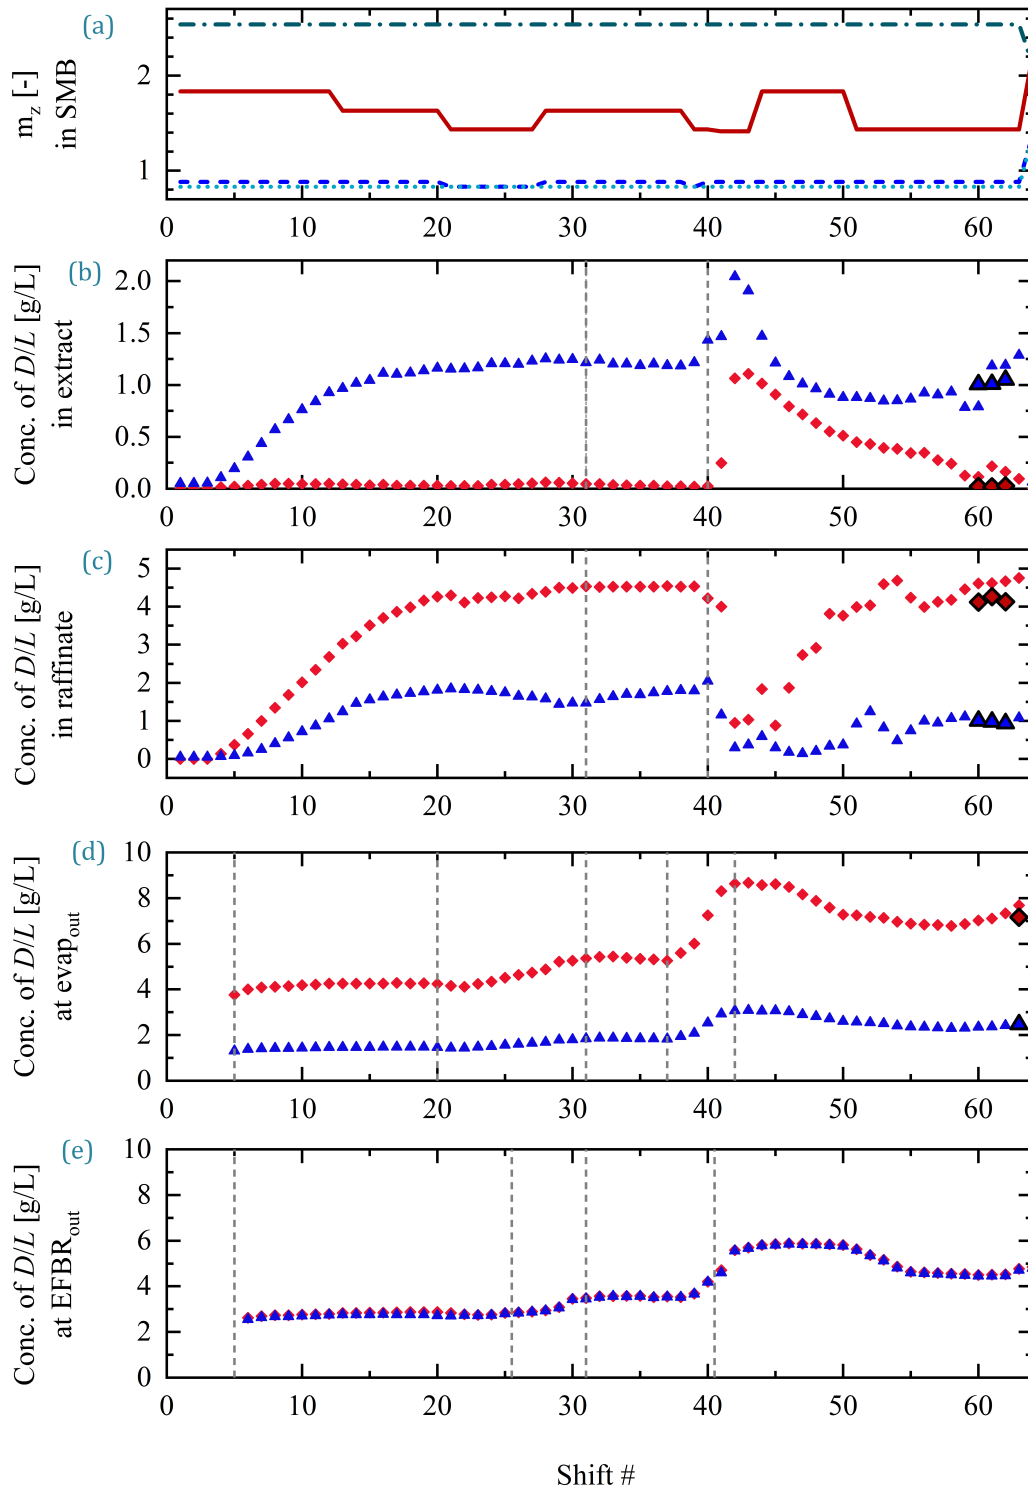 (a)
m_z [-]
in SMB
2
1
0 10 20 30 40 50 60
(b)
Conc. of D/L [g/L]
in extract
2.0
1.5
1.0
0.5
0.0
0 10 20 30 40 50 60
(c)
Conc. of D/L [g/L]
in raffinate
5
4
3
2
1
0
0 10 20 30 40 50 60
(d)
Conc. of D/L [g/L]
at evap_out
10
8
6
4
2
0
0 10 20 30 40 50 60
(e)
Conc. of D/L [g/L]
at EFBR_out
10
8
6
4
2
0
0 10 20 30 40 50 60
Shift #